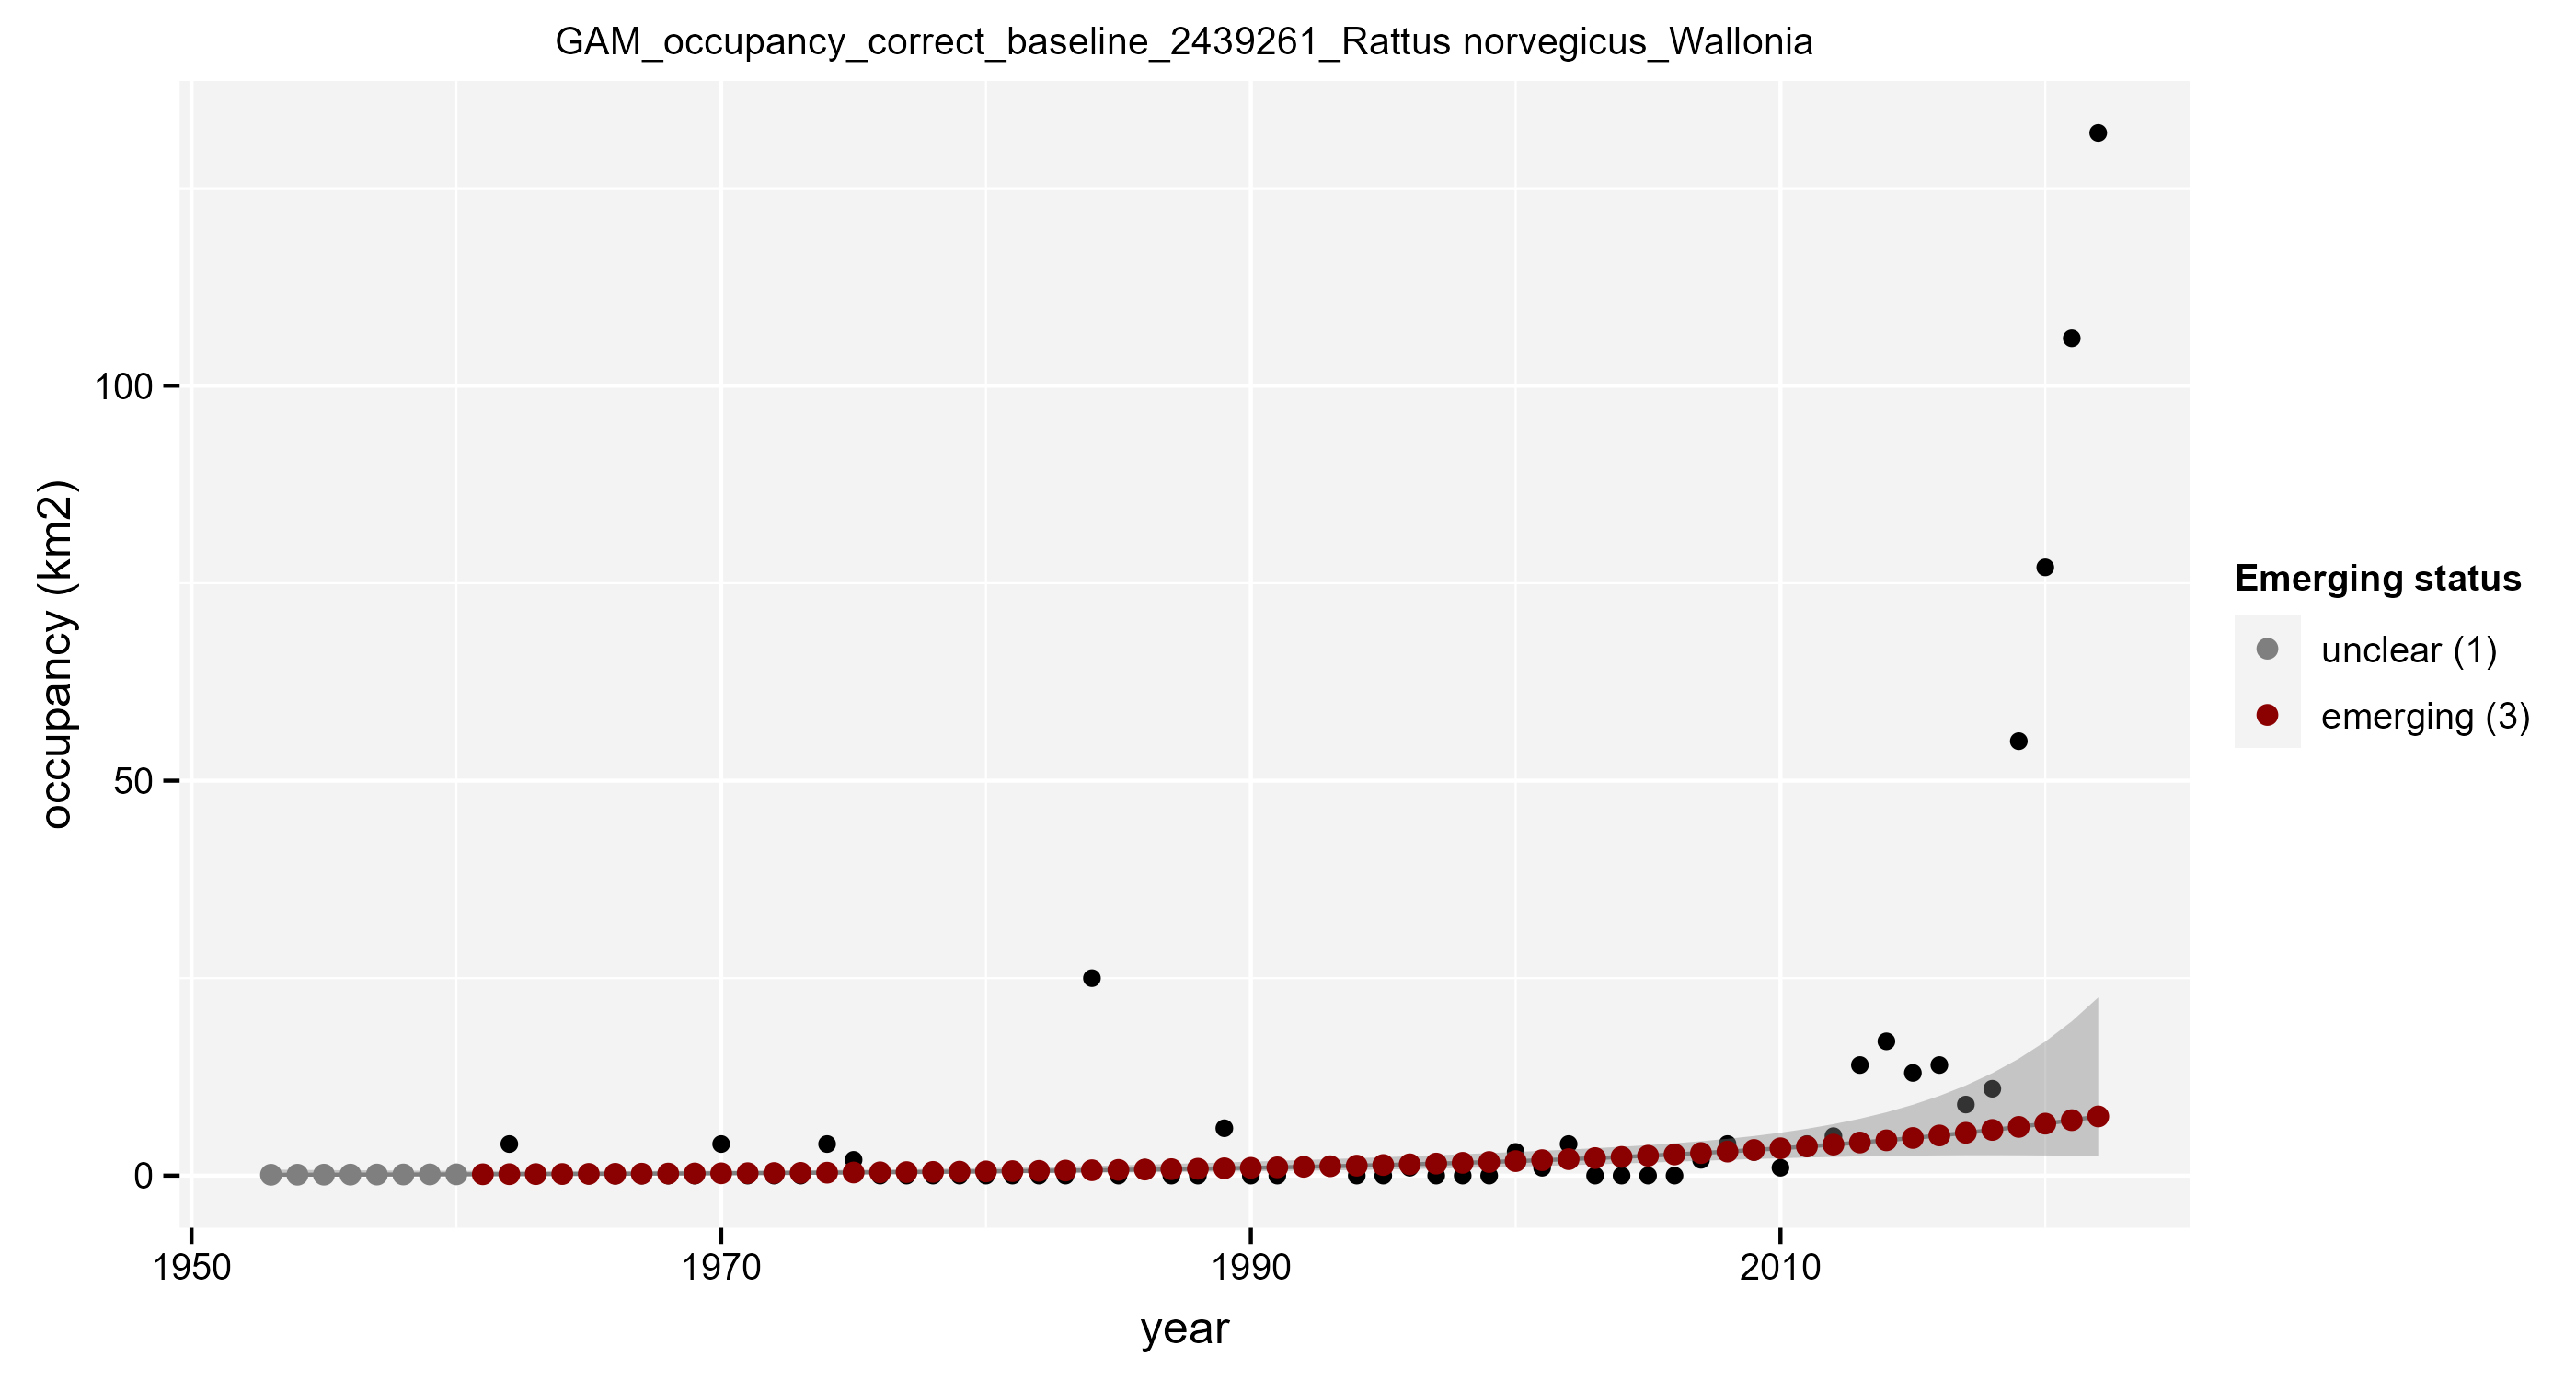 GAM_occupancy_correct_baseline_2439261_Rattus norvegicus_Wallonia
occupancy (km2)
100
50
0
1950
1970
1990
2010
year
Emerging status
unclear (1)
emerging (3)